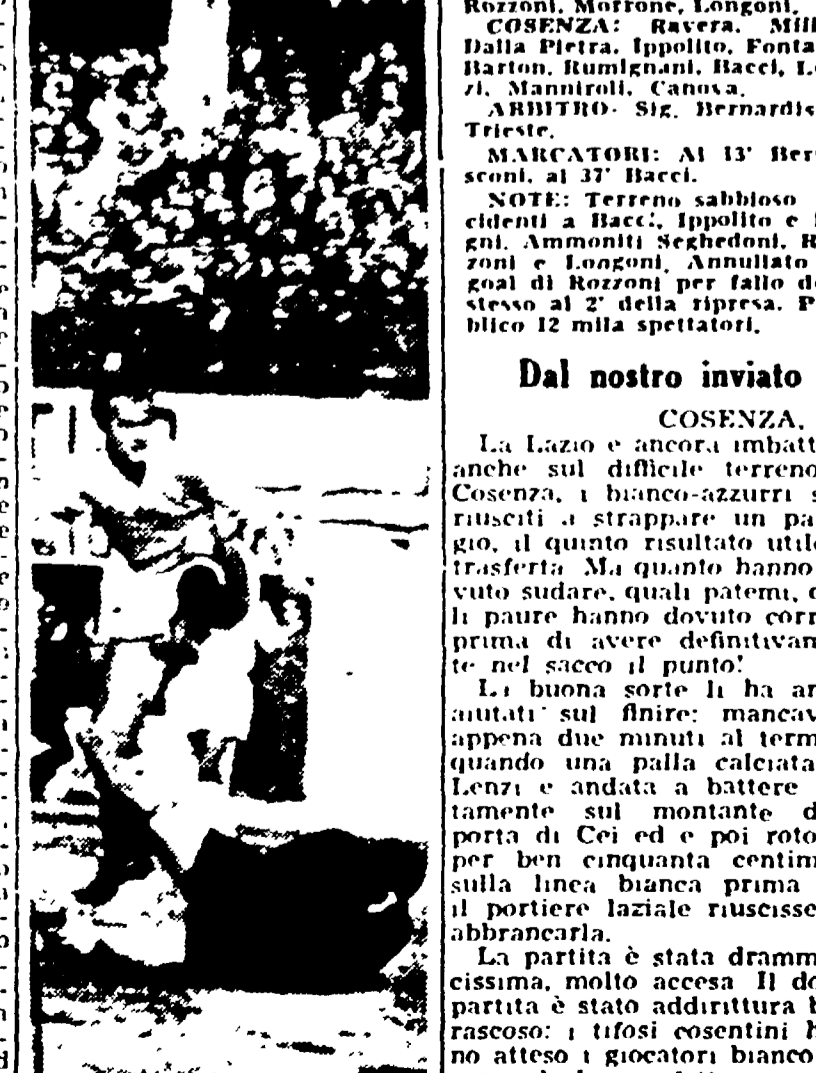 Rozzoni, Morrone, Longoni.
COSENZA: Ravera. Mill
Dalla Pietra. Ippolito, Fonta
Barton, Rumignani, Bacci, L
zi, Manniroli, Canova.
ARBITRO- Sig. Bernardis
Trieste.
MARCATORI: Al 13' Ber
sconi, al 37' Bacci.
NOTE: Terreno sabbioso
cidenti a Bacci, Ippolito e
gni. Ammoniti Seghedoni, R
zoni e Longoni. Annullato
goal di Rozzoni per fallo d
stesso al 2' della ripresa. P
blico 12 mila spettatori.
Dal nostro inviato
COSENZA,
La Lazio e ancora imbatt
anche sul difficile terreno
Cosenza, i bianco-azzurri s
riusciti a strappare un pa
gio, il quinto risultato utile
trasferta Ma quanto hanno
vuto sudare, quali patemi, q
li paure hanno dovuto corr
prima di avere definitivam
te nel sacco il punto!
La buona sorte li ha an
aiutati sul finire: mancav
appena due minuti al term
quando una palla calciata
Lenzi e andata a battere
tamente sul montante d
porta di Cei ed e poi roto
per ben cinquanta centim
sulla linea bianca prima
il portiere laziale riuscisse
abbrancarla.
La partita è stata dramm
cissima, molto accesa Il do
partita è stato addirittura b
rascoso: i tifosi cosentini h
no atteso i giocatori bianco